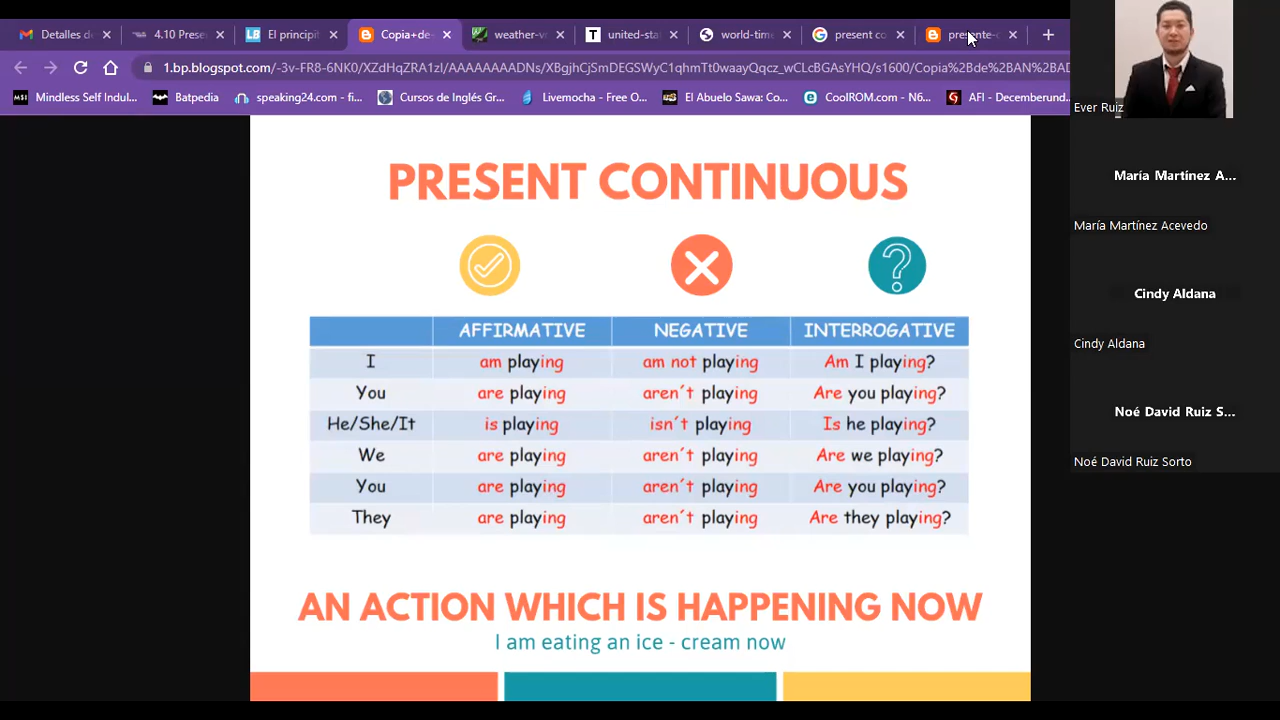 Detalles de
4.10 Prese
El principit
Copia+de
weather-v
united-sta
world-time
present co
presente-c
1.bp.blogspot.com/-3v-FR8-6NK0/XZdHqZRA1zI/AAAAAAAADNs/XBgjhCjSmDEGSWyC1qhmTt0waayQqcz_wCLcBGAsYHQ/s1600/Copia%2Bde%2BAN%2BAD
Mindless Self Indul...
Batpedia
speaking24.com - fi...
Cursos de Inglés Gr...
Livemocha - Free O...
El Abuelo Sawa: Co...
CoolROM.com - N6...
AFI - Decemberund...
PRESENT CONTINUOUS
AFFIRMATIVE NEGATIVE INTERROGATIVE
I am playing am not playing Am I playing?
You are playing aren´t playing Are you playing?
He/She/It is playing isn´t playing Is he playing?
We are playing aren´t playing Are we playing?
You are playing aren´t playing Are you playing?
They are playing aren´t playing Are they playing?
AN ACTION WHICH IS HAPPENING NOW
I am eating an ice - cream now
Ever Ruiz
María Martínez A...
María Martínez Acevedo
Cindy Aldana
Cindy Aldana
Noé David Ruiz S...
Noé David Ruiz Sorto